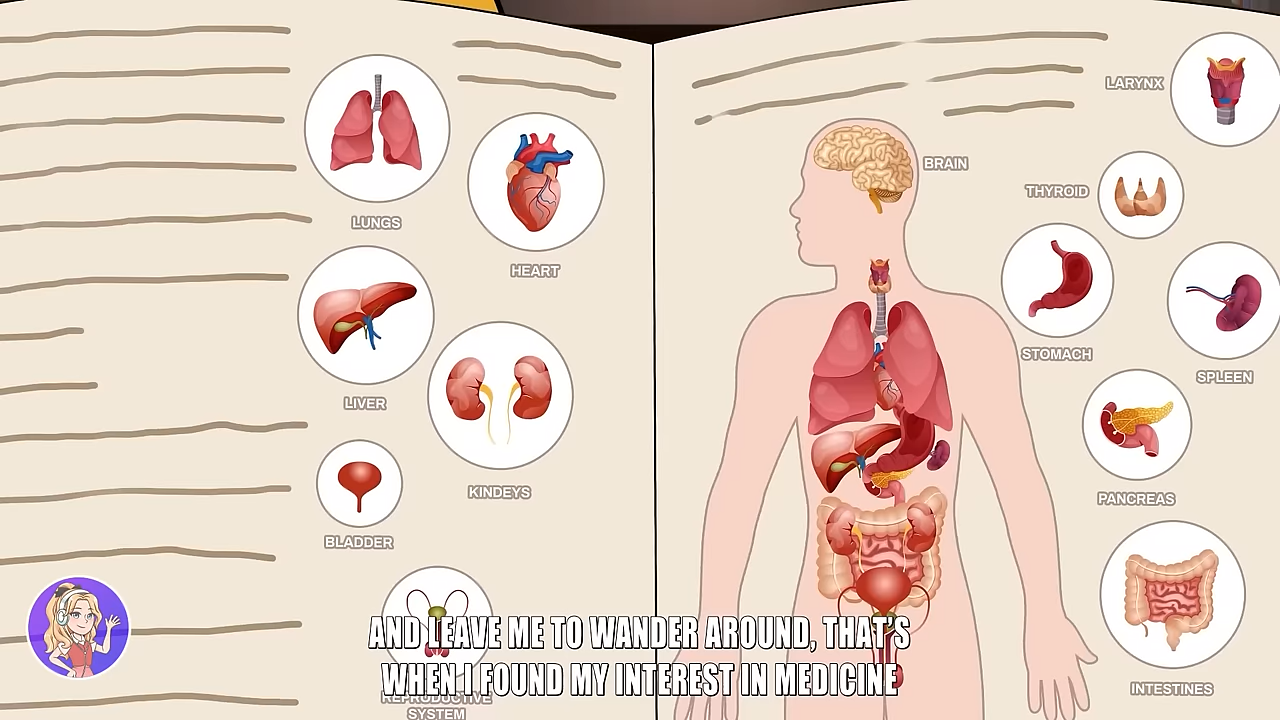 LUNGS
HEART
LIVER
KINDEYS
BLADDER
REPRODUCTIVE
SYSTEM
LARYNX
BRAIN
THYROID
STOMACH
SPLEEN
PANCREAS
INTESTINES
AND LEAVE ME TO WANDER AROUND, THAT'S
WHEN I FOUND MY INTEREST IN MEDICINE